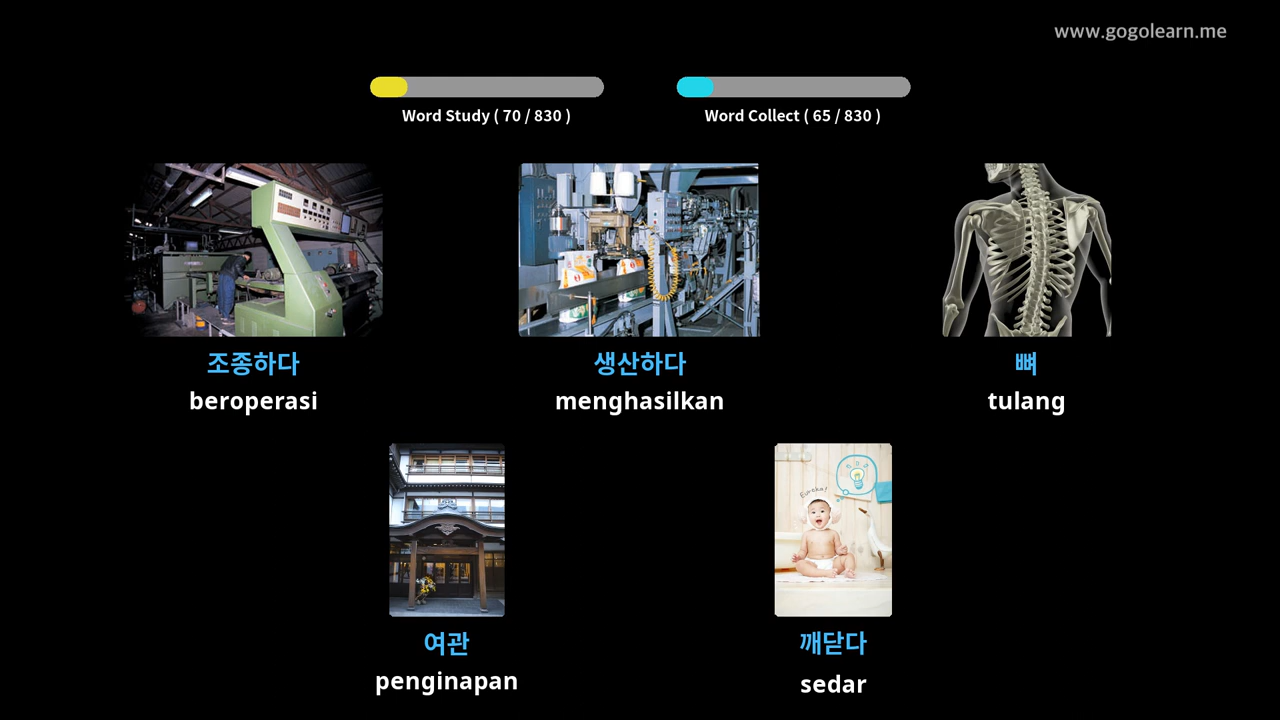 www.gogolearn.me
Word Study ( 70 / 830 )
Word Collect ( 65 / 830 )
조종하다
beroperasi
생산하다
menghasilkan
뼈
tulang
Eureka!
여관
penginapan
깨닫다
sedar